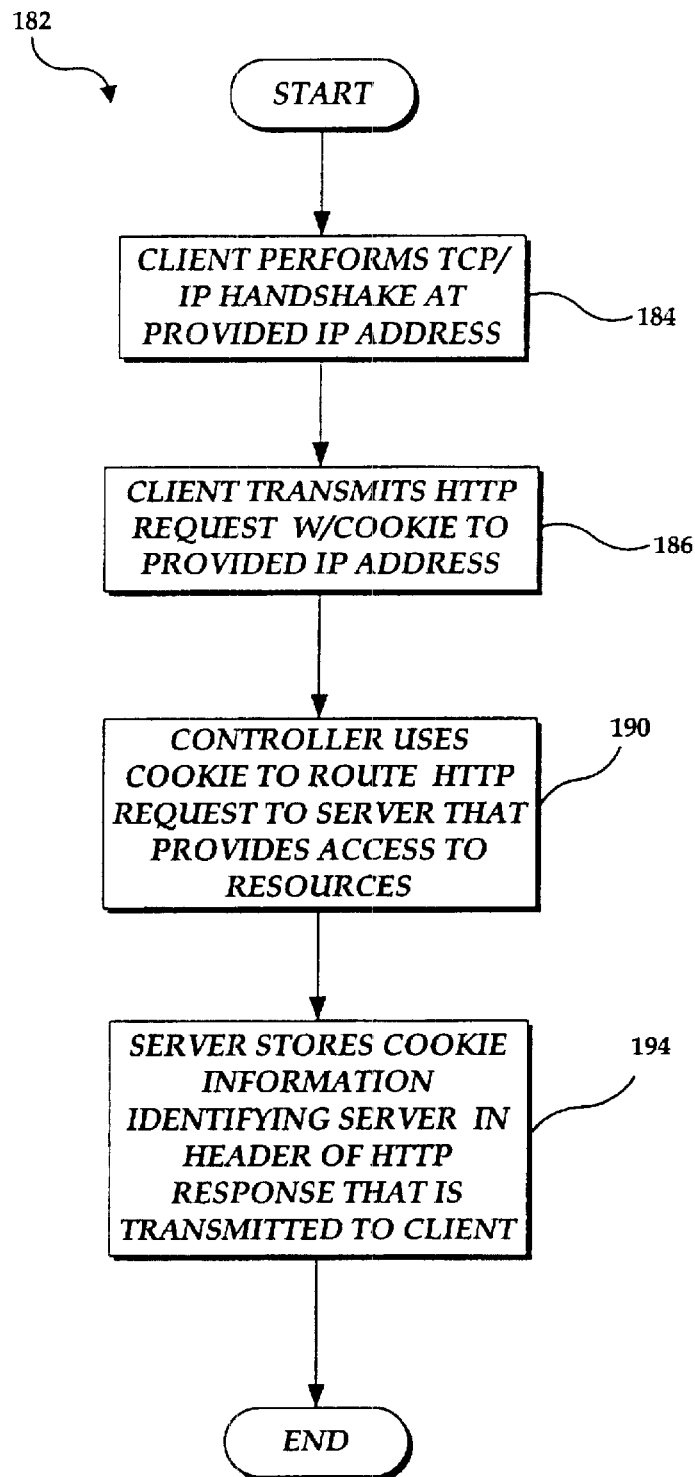 182
START
CLIENT PERFORMS TCP/
IP HANDSHAKE AT
PROVIDED IP ADDRESS
184
CLIENT TRANSMITS HTTP
REQUEST W/COOKIE TO
PROVIDED IP ADDRESS
186
CONTROLLER USES
COOKIE TO ROUTE HTTP
REQUEST TO SERVER THAT
PROVIDES ACCESS TO
RESOURCES
190
SERVER STORES COOKIE
INFORMATION
IDENTIFYING SERVER IN
HEADER OF HTTP
RESPONSE THAT IS
TRANSMITTED TO CLIENT
194
END